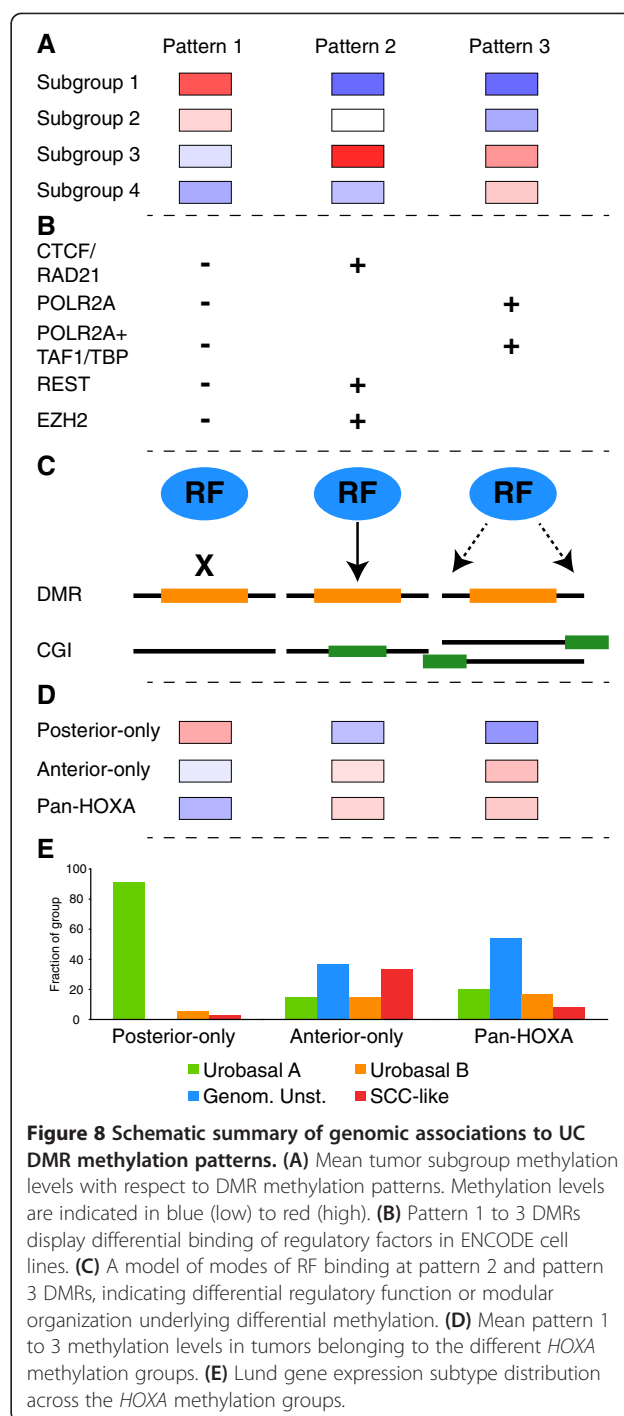 A
Pattern 1 Pattern 2 Pattern 3
Subgroup 1
Subgroup 2
Subgroup 3
Subgroup 4
B
CTCF/
RAD21 - +
POLR2A - +
POLR2A+
TAF1/TBP - +
REST - +
EZH2 - +
C
RF RF RF
X
DMR
CGI
D
Posterior-only
Anterior-only
Pan-HOXA
E
Fraction of group
100
80
60
40
20
0
Posterior-only Anterior-only Pan-HOXA
Urobasal A Urobasal B
Genom. Unst. SCC-like
Figure 8 Schematic summary of genomic associations to UC
DMR methylation patterns. (A) Mean tumor subgroup methylation
levels with respect to DMR methylation patterns. Methylation levels
are indicated in blue (low) to red (high). (B) Pattern 1 to 3 DMRs
display differential binding of regulatory factors in ENCODE cell
lines. (C) A model of modes of RF binding at pattern 2 and pattern
3 DMRs, indicating differential regulatory function or modular
organization underlying differential methylation. (D) Mean pattern
1 to 3 methylation levels in tumors belonging to the different HOXA
methylation groups. (E) Lund gene expression subtype distribution
across the HOXA methylation groups.